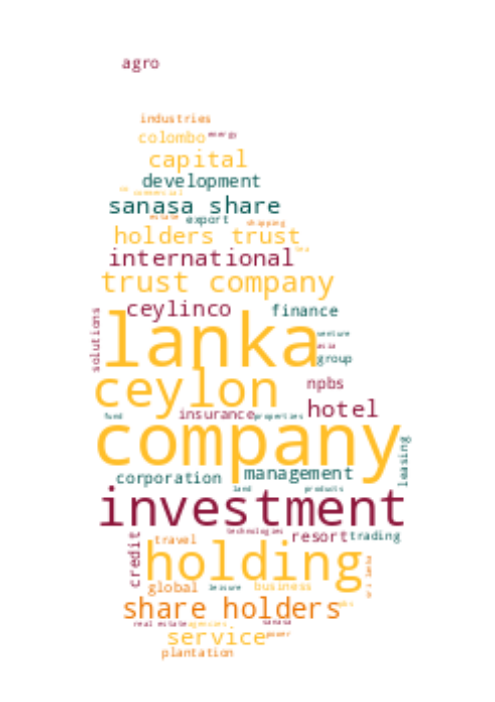 agro
industries
colombo energy
capital
development
co commercial
sanasa share
estate export shipping
holders trust
tea
international
trust company
ceylinco finance
solutions
lanka
venture
asia
group
ceylon npbs
fund insurance properties hotel
company
leasing
corporation management
land products
investment
technologies
credit travel resort trading
holding
sri lanka
global leisure business
share holders
real estate agencies sanasa
service power
plantation